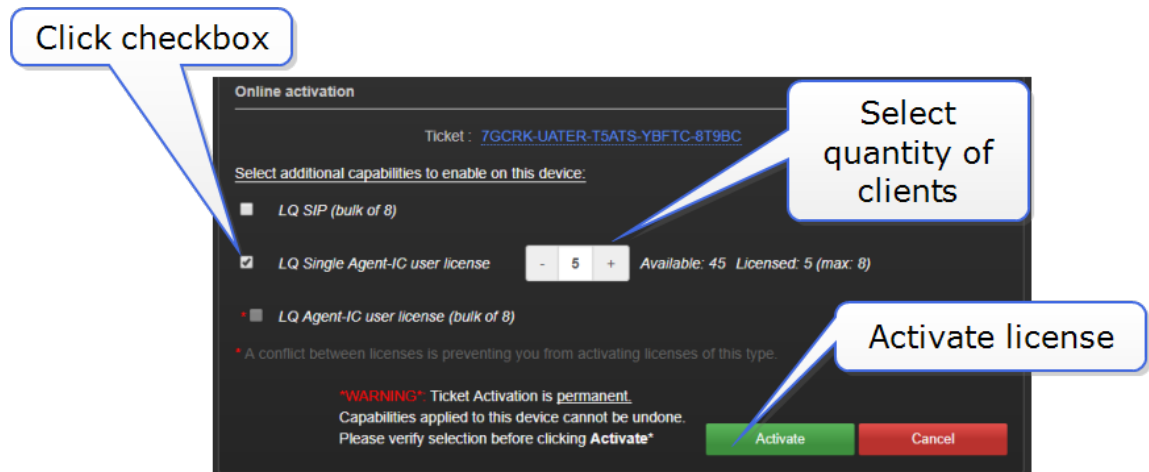 Click checkbox
Online activation
Ticket : 7GCRK-UATER-T5ATS-YBFTC-8T9BC
Select
quantity of
clients
Select additional capabilities to enable on this device:
LQ SIP (bulk of 8)
LQ Single Agent-IC user license - 5 + Available: 45 Licensed: 5 (max: 8)
* LQ Agent-IC user license (bulk of 8)
* A conflict between licenses is preventing you from activating licenses of this type.
Activate license
*WARNING*: Ticket Activation is permanent.
Capabilities applied to this device cannot be undone.
Please verify selection before clicking Activate*
Activate Cancel